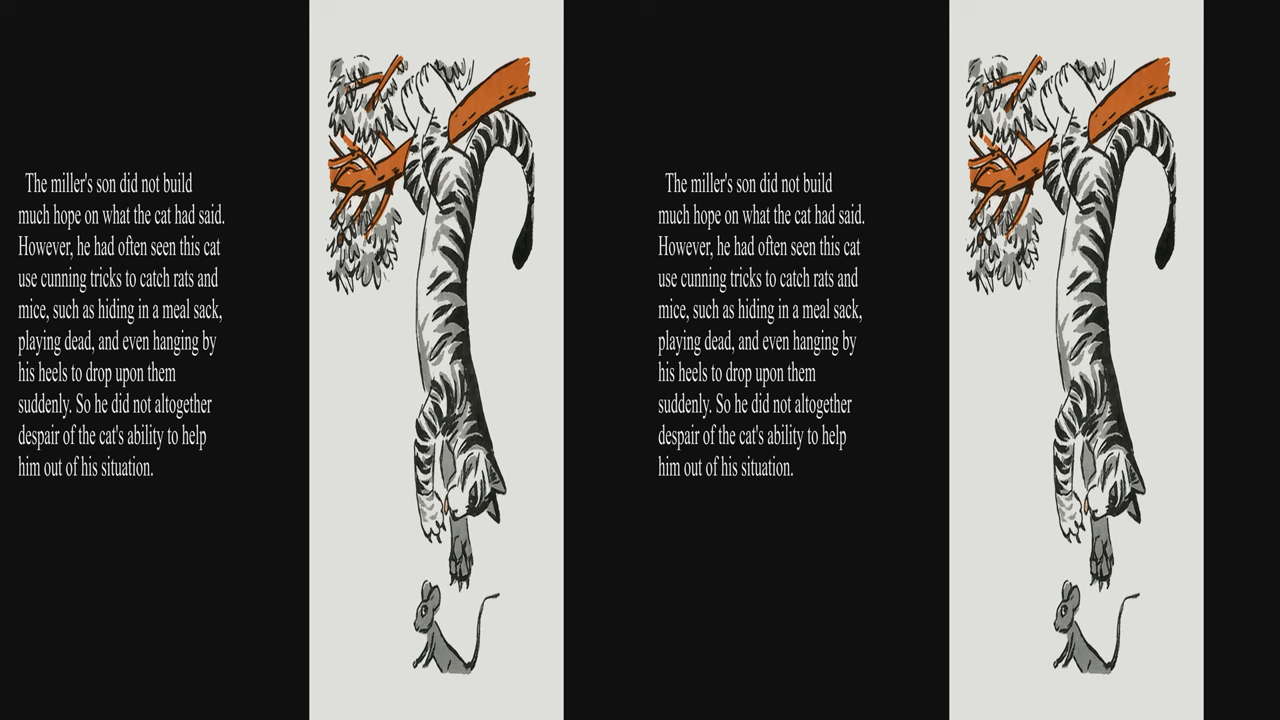 The miller's son did not build
much hope on what the cat had said.
However, he had often seen this cat
use cunning tricks to catch rats and
mice, such as hiding in a meal sack,
playing dead, and even hanging by
his heels to drop upon them
suddenly. So he did not altogether
despair of the cat's ability to help
him out of his situation.
The miller's son did not build
much hope on what the cat had said.
However, he had often seen this cat
use cunning tricks to catch rats and
mice, such as hiding in a meal sack,
playing dead, and even hanging by
his heels to drop upon them
suddenly. So he did not altogether
despair of the cat's ability to help
him out of his situation.